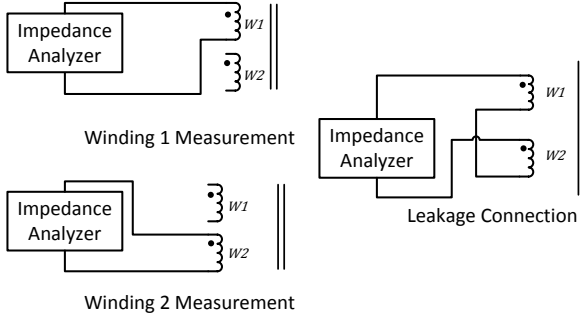 Impedance
Analyzer
W1
W2
Winding 1 Measurement
Impedance
Analyzer
W1
W2
Winding 2 Measurement
Impedance
Analyzer
W1
W2
Leakage Connection